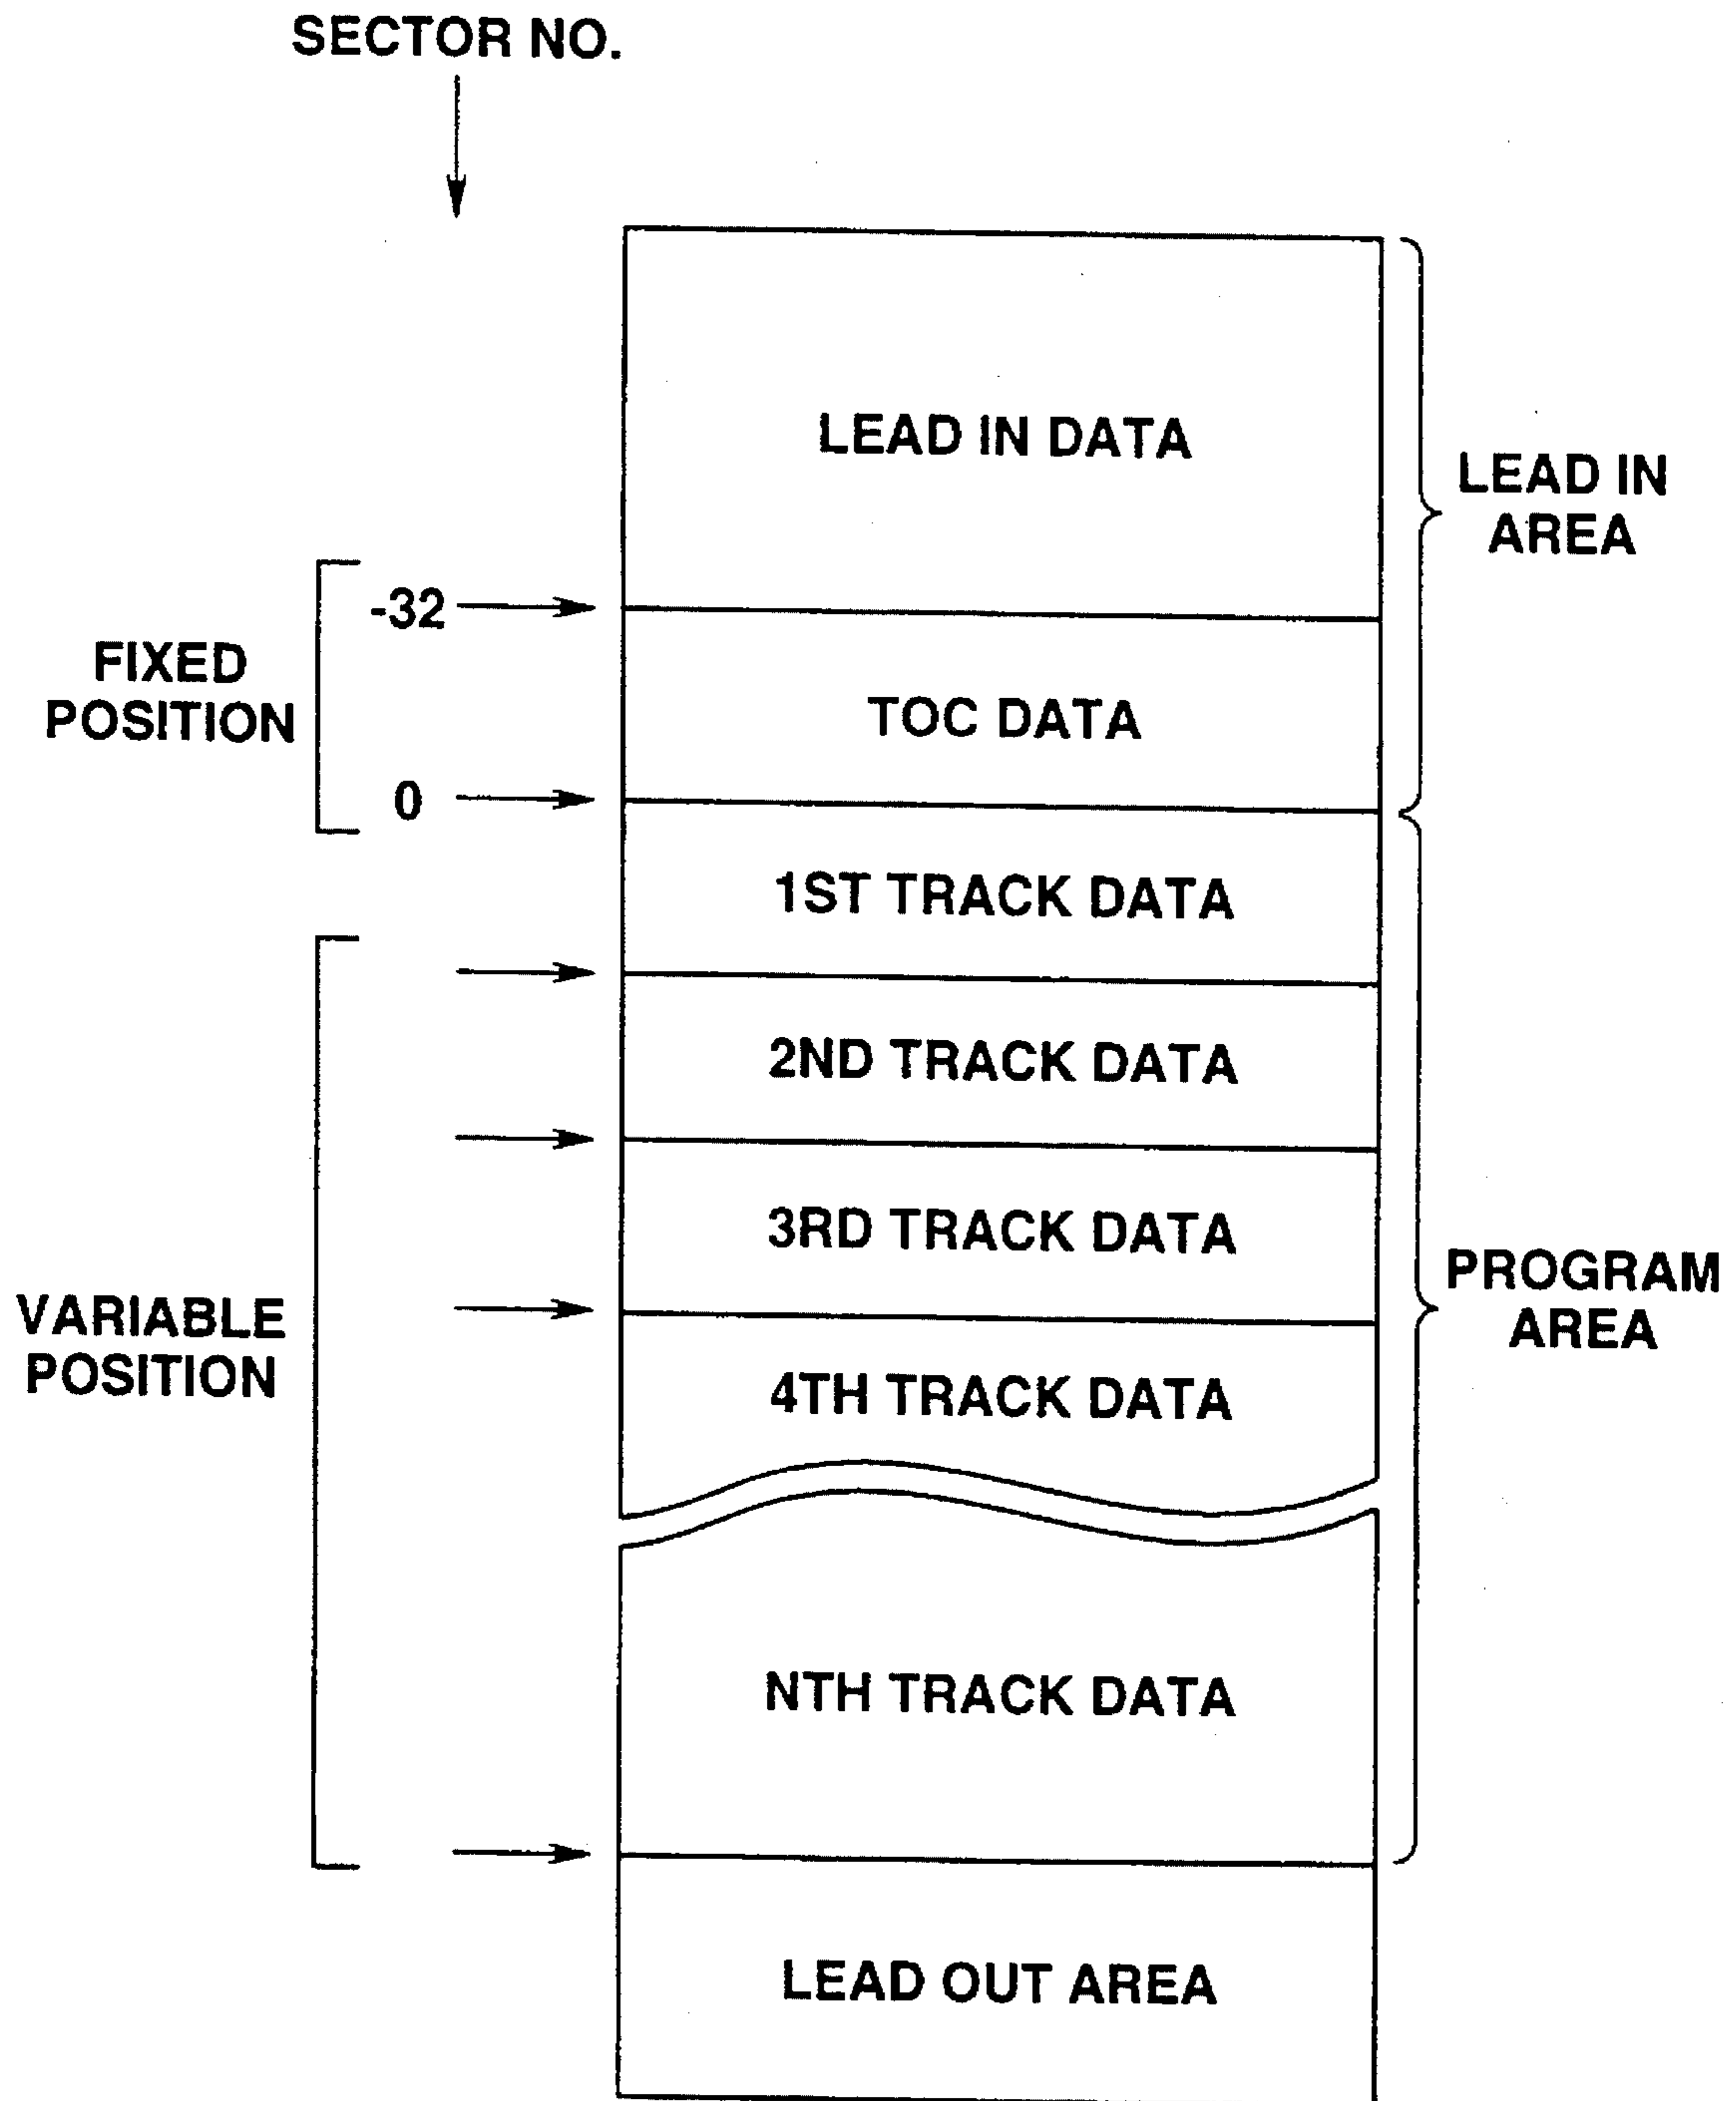 SECTOR NO.
LEAD IN DATA
LEAD IN
AREA
-32
FIXED
POSITION
TOC DATA
0
1ST TRACK DATA
2ND TRACK DATA
3RD TRACK DATA
PROGRAM
AREA
VARIABLE
POSITION
4TH TRACK DATA
NTH TRACK DATA
LEAD OUT AREA